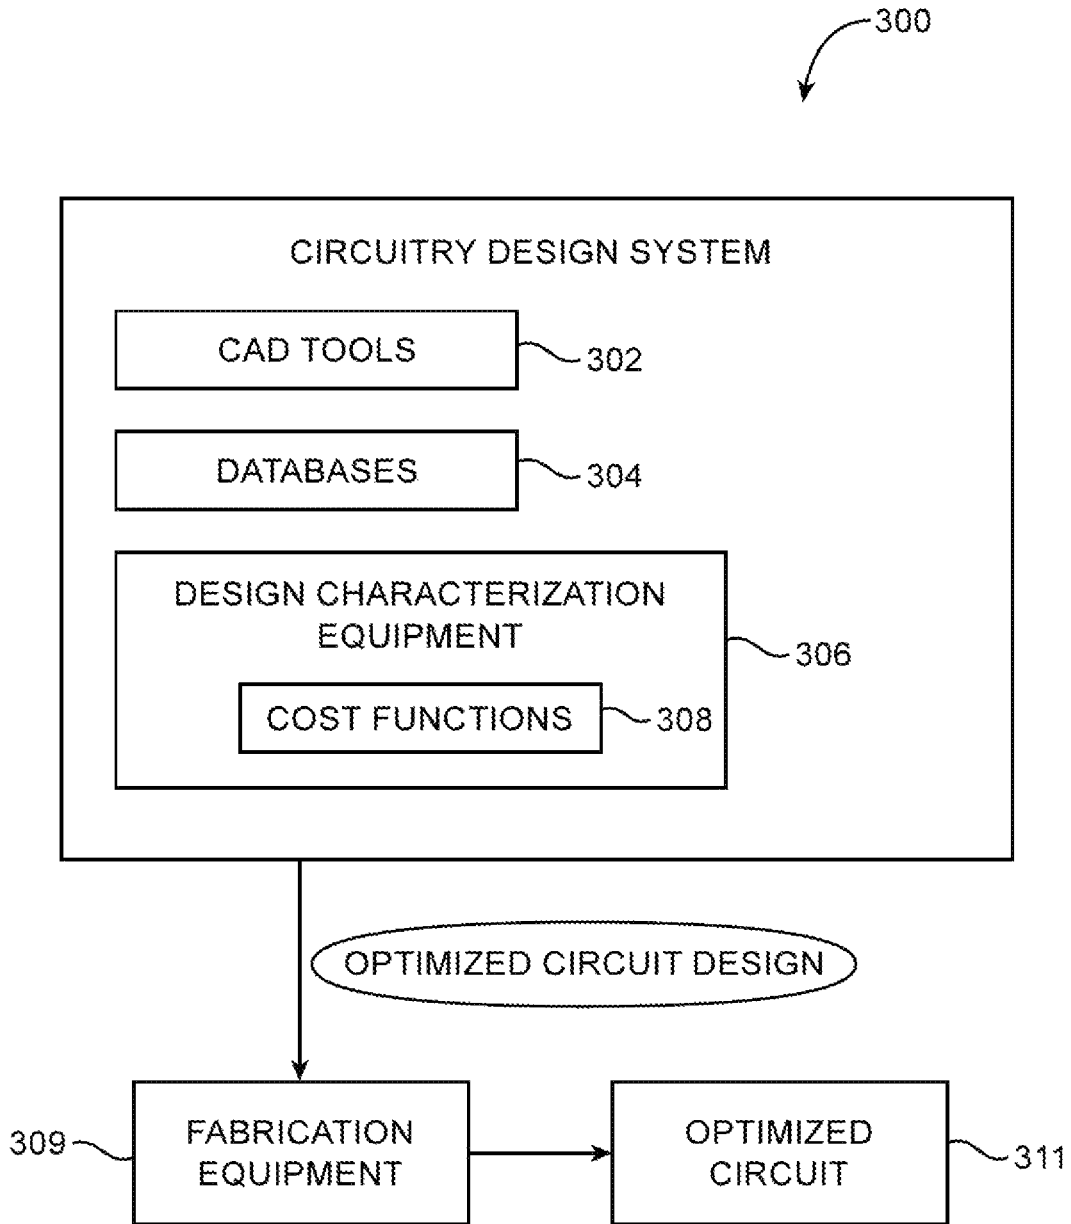 300
CIRCUITRY DESIGN SYSTEM
CAD TOOLS
302
DATABASES
304
DESIGN CHARACTERIZATION
EQUIPMENT
306
COST FUNCTIONS
308
OPTIMIZED CIRCUIT DESIGN
309
FABRICATION
EQUIPMENT
OPTIMIZED
CIRCUIT
311